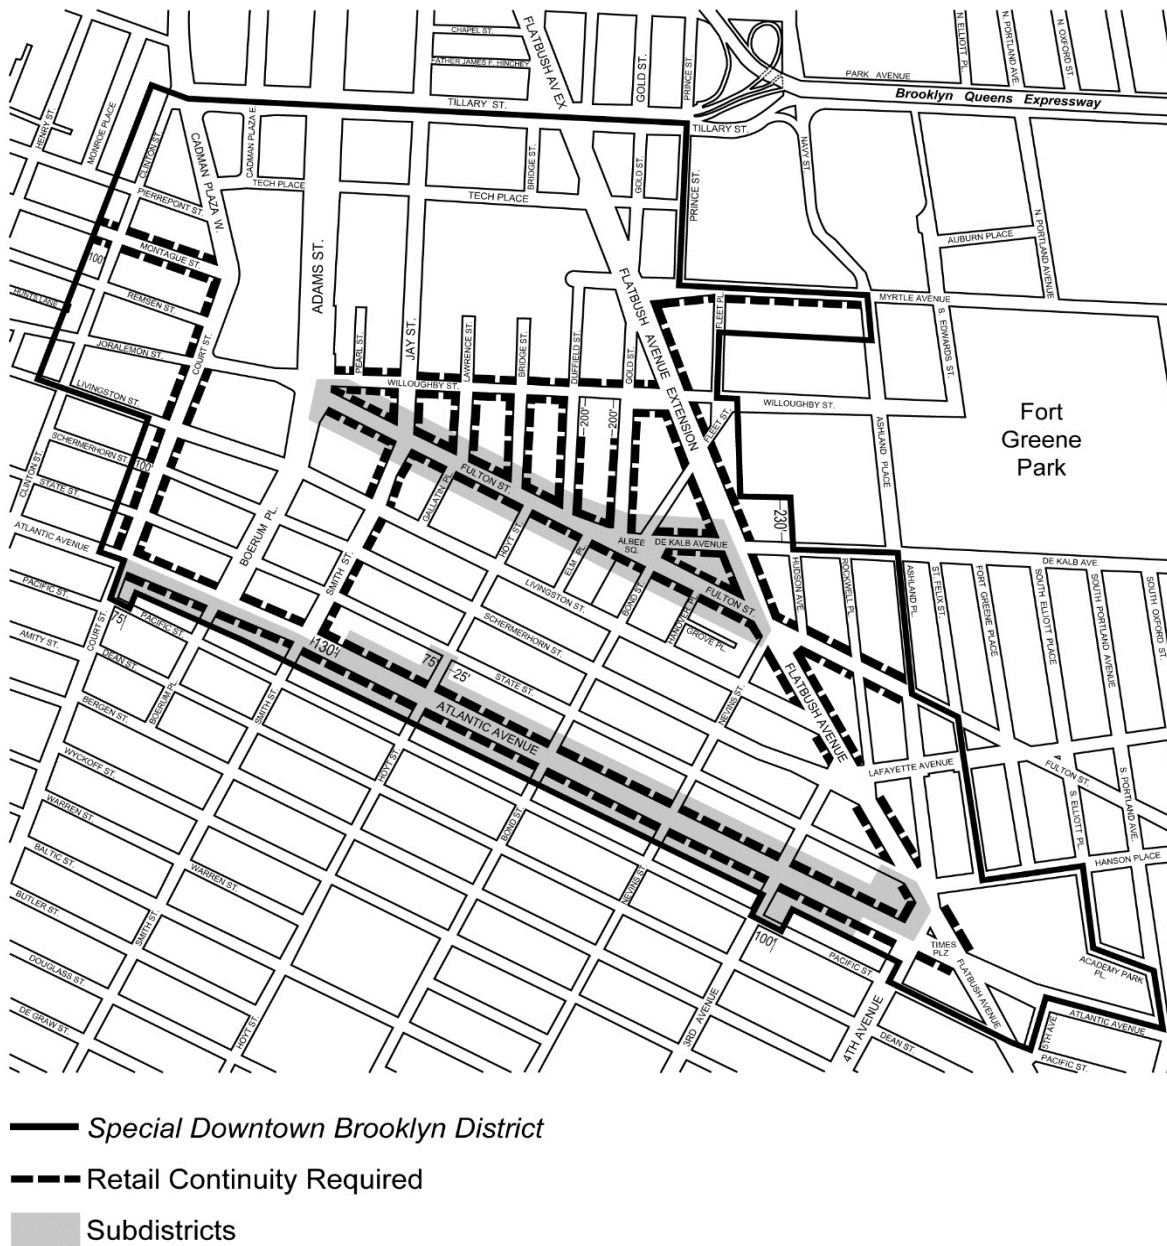 CHAPEL ST.
FATHER JAMES F. HINCHEY
FLATBUSH AV EX
GOLD ST.
PRINCE ST.
N. ELLIOTT PL.
N. PORTLAND AVE.
N. OXFORD ST.
PARK AVENUE
Brooklyn Queens Expressway
HENRY ST.
MONROE PLACE
CLINTON ST.
CADMAN PLAZA W.
CADMAN PLAZA E.
TILLARY ST.
TILLARY ST.
BRIDGE ST.
GOLD ST.
PRINCE ST.
NAVY ST.
TECH PLACE
TECH PLACE
PIERREPONT ST.
MONTAGUE ST.
100'
REMSEN ST.
HUNTS LANE
JORALEMON ST.
COURT ST.
LIVINGSTON ST.
ADAMS ST.
JAY ST.
PEARL ST.
LAWRENCE ST.
BRIDGE ST.
DUFFIELD ST.
GOLD ST.
FLATBUSH AVENUE EXTENSION
FLEET PL.
MYRTLE AVENUE
AUBURN PLACE
N. PORTLAND AVENUE
S. EDWARDS ST.
WILLOUGHBY ST.
WILLOUGHBY ST.
200'
200'
FLEET ST.
ASHLAND PLACE
Fort
Greene
Park
SCHERMERHORN ST.
100'
CLINTON ST.
STATE ST.
ATLANTIC AVENUE
BOERUM PL.
SMITH ST.
FULTON ST.
GALLATIN PL.
HOYT ST.
ELM PL.
ALBEE
SQ.
DE KALB AVENUE
230'
DE KALB AVE.
FULTON ST.
BOND ST.
HANOVER PL.
GROVE PL.
LIVINGSTON ST.
SCHERMERHORN ST.
STATE ST.
NEVINS ST.
HUDSON AVE.
ROCKWELL PL.
ASHLAND PL.
ST. FELIX ST.
FORT GREENE PLACE
SOUTH ELLIOTT PLACE
SOUTH PORTLAND AVENUE
SOUTH OXFORD ST.
PACIFIC ST.
75'
PACIFIC ST.
COURT ST.
AMITY ST.
DEAN ST.
BOERUM PL.
BERGEN ST.
SMITH ST.
130'
75'
25'
ATLANTIC AVENUE
FLATBUSH AVENUE
LAFAYETTE AVENUE
FULTON ST.
S. ELLIOTT PL.
S. PORTLAND AVE.
HANSON PLACE
WYCKOFF ST.
WARREN ST.
BALTIC ST.
BUTLER ST.
DOUGLASS ST.
DE GRAW ST.
WARREN ST.
SMITH ST.
HOYT ST.
HOYT ST.
BOND ST.
NEVINS ST.
100'
3RD AVENUE
PACIFIC ST.
4TH AVENUE
DEAN ST.
TIMES
PLZ
FLATBUSH AVENUE
ACADEMY PARK
PL.
ATLANTIC AVENUE
5TH AVE.
PACIFIC ST.
Special Downtown Brooklyn District
Retail Continuity Required
Subdistricts